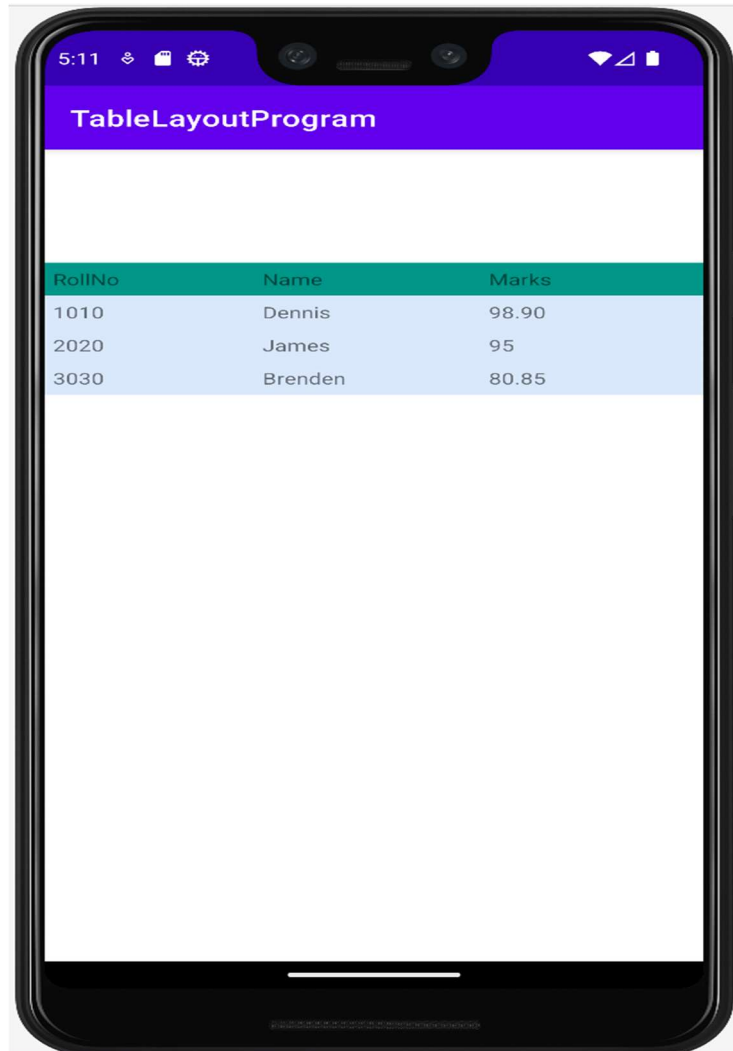 5:11
TableLayoutProgram
RollNo Name Marks
1010 Dennis 98.90
2020 James 95
3030 Brenden 80.85